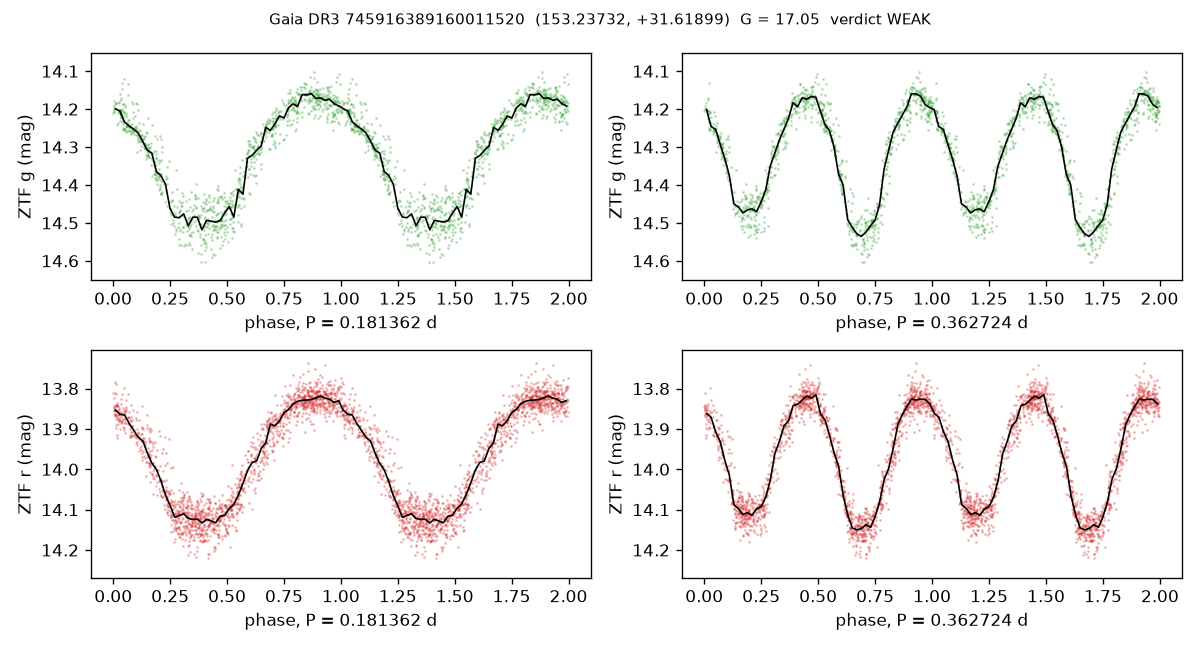 Gaia DR3 745916389160011520 (153.23732, +31.61899) G = 17.05 verdict WEAK
ZTF g (mag)
14.1
14.2
14.3
14.4
14.5
14.6
0.00 0.25 0.50 0.75 1.00 1.25 1.50 1.75 2.00
phase, P = 0.181362 d
ZTF g (mag)
14.1
14.2
14.3
14.4
14.5
14.6
0.00 0.25 0.50 0.75 1.00 1.25 1.50 1.75 2.00
phase, P = 0.362724 d
ZTF r (mag)
13.8
13.9
14.0
14.1
14.2
0.00 0.25 0.50 0.75 1.00 1.25 1.50 1.75 2.00
phase, P = 0.181362 d
ZTF r (mag)
13.8
13.9
14.0
14.1
14.2
0.00 0.25 0.50 0.75 1.00 1.25 1.50 1.75 2.00
phase, P = 0.362724 d